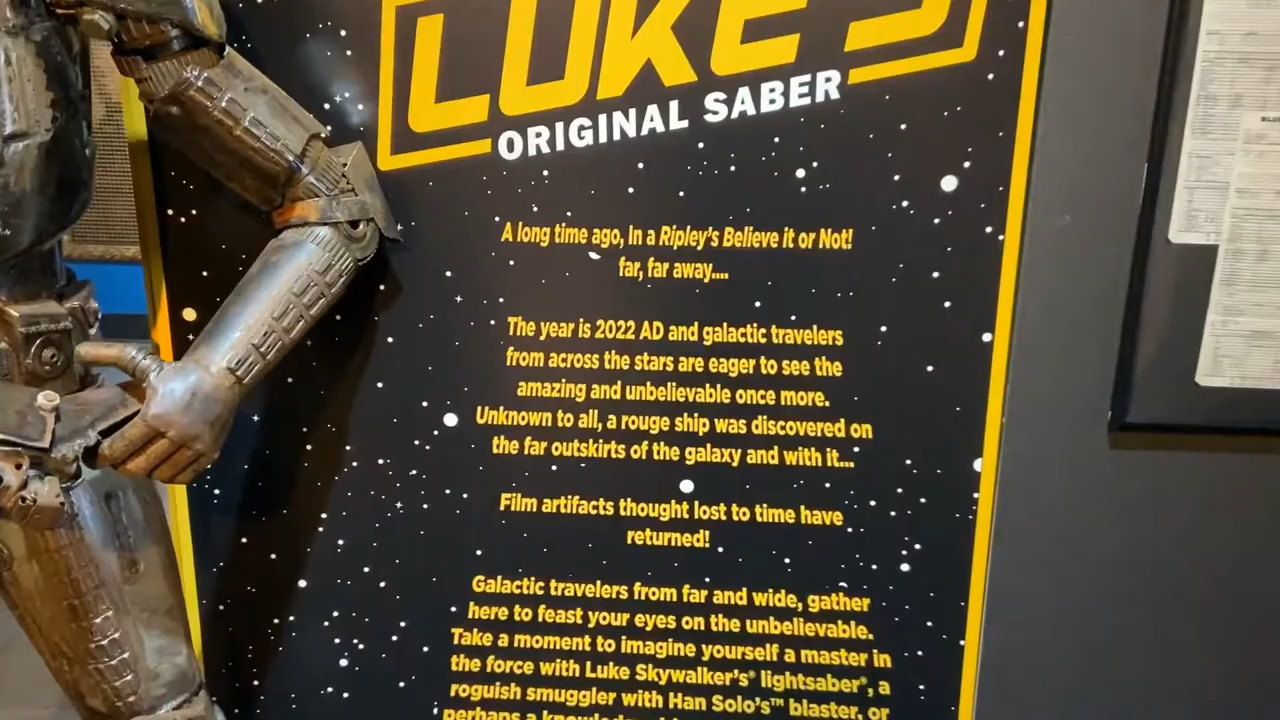 LUKE'S
ORIGINAL SABER
A long time ago, In a Ripley's Believe it or Not!
far, far away....
The year is 2022 AD and galactic travelers
from across the stars are eager to see the
amazing and unbelievable once more.
Unknown to all, a rouge ship was discovered on
the far outskirts of the galaxy and with it...
Film artifacts thought lost to time have
returned!
Galactic travelers from far and wide, gather
here to feast your eyes on the unbelievable.
Take a moment to imagine yourself a master in
the force with Luke Skywalker's® lightsaber®, a
roguish smuggler with Han Solo's™ blaster, or
perhaps a